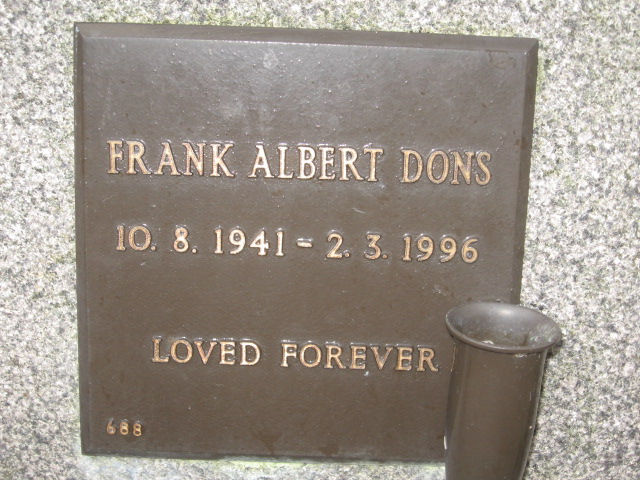 FRANK ALBERT DONS
10. 8. 1941 - 2. 3. 1996
LOVED FOREVER
688